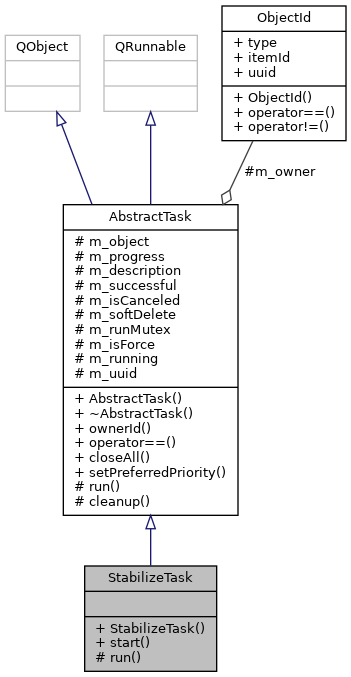 ObjectId
+ type
+ itemId
+ uuid
+ ObjectId()
+ operator==()
+ operator!=()
QObject
QRunnable
#m_owner
AbstractTask
# m_object
# m_progress
# m_description
# m_successful
# m_isCanceled
# m_softDelete
# m_runMutex
# m_isForce
# m_running
# m_uuid
+ AbstractTask()
+ ~AbstractTask()
+ ownerId()
+ operator==()
+ closeAll()
+ setPreferredPriority()
# run()
# cleanup()
StabilizeTask
+ StabilizeTask()
+ start()
# run()